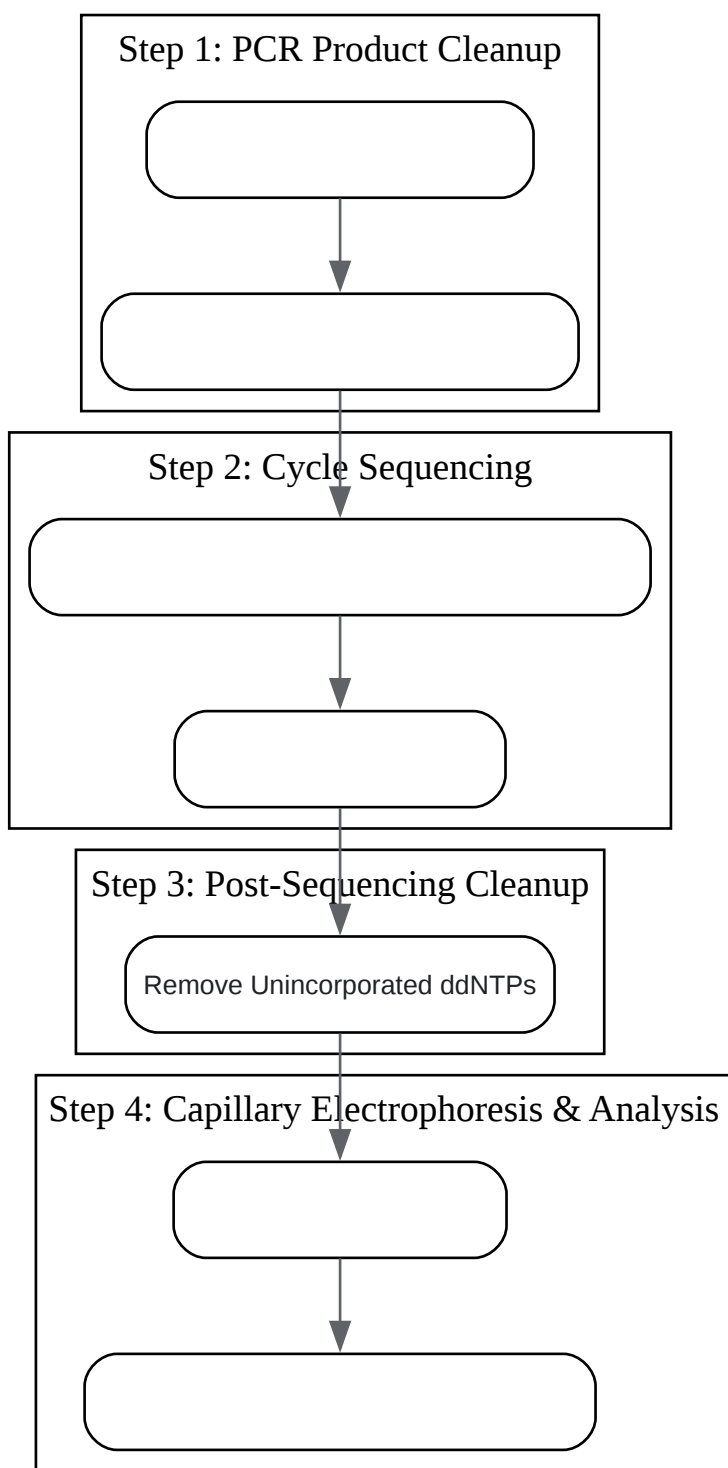 Step 1: PCR Product Cleanup
Step 2: Cycle Sequencing
Step 3: Post-Sequencing Cleanup
Remove Unincorporated ddNTPs
Step 4: Capillary Electrophoresis & Analysis